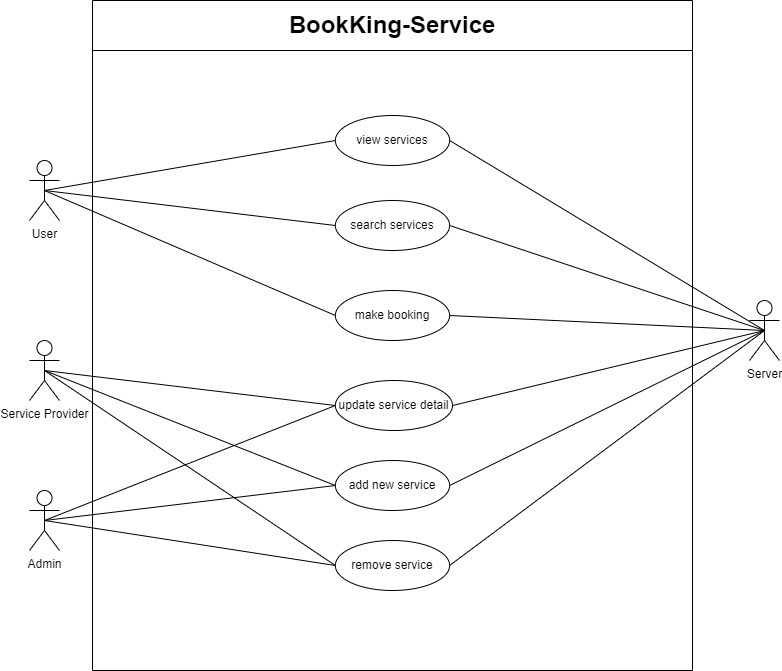 BookKing-Service
view services
User
search services
make booking
Server
Service Provider
update service detail
add new service
Admin
remove service